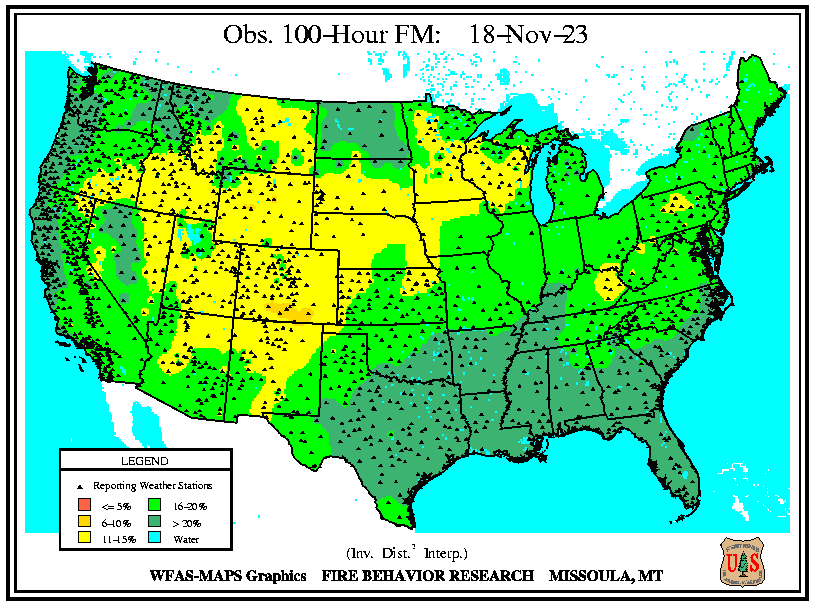 Obs. 100-Hour FM: 18-Nov-23
LEGEND
Reporting Weather Stations
<= 5%
16-20%
6-10%
> 20%
11-15%
Water
(Inv. Dist.² Interp.)
WFAS-MAPS Graphics FIRE BEHAVIOR RESEARCH MISSOULA, MT
U S